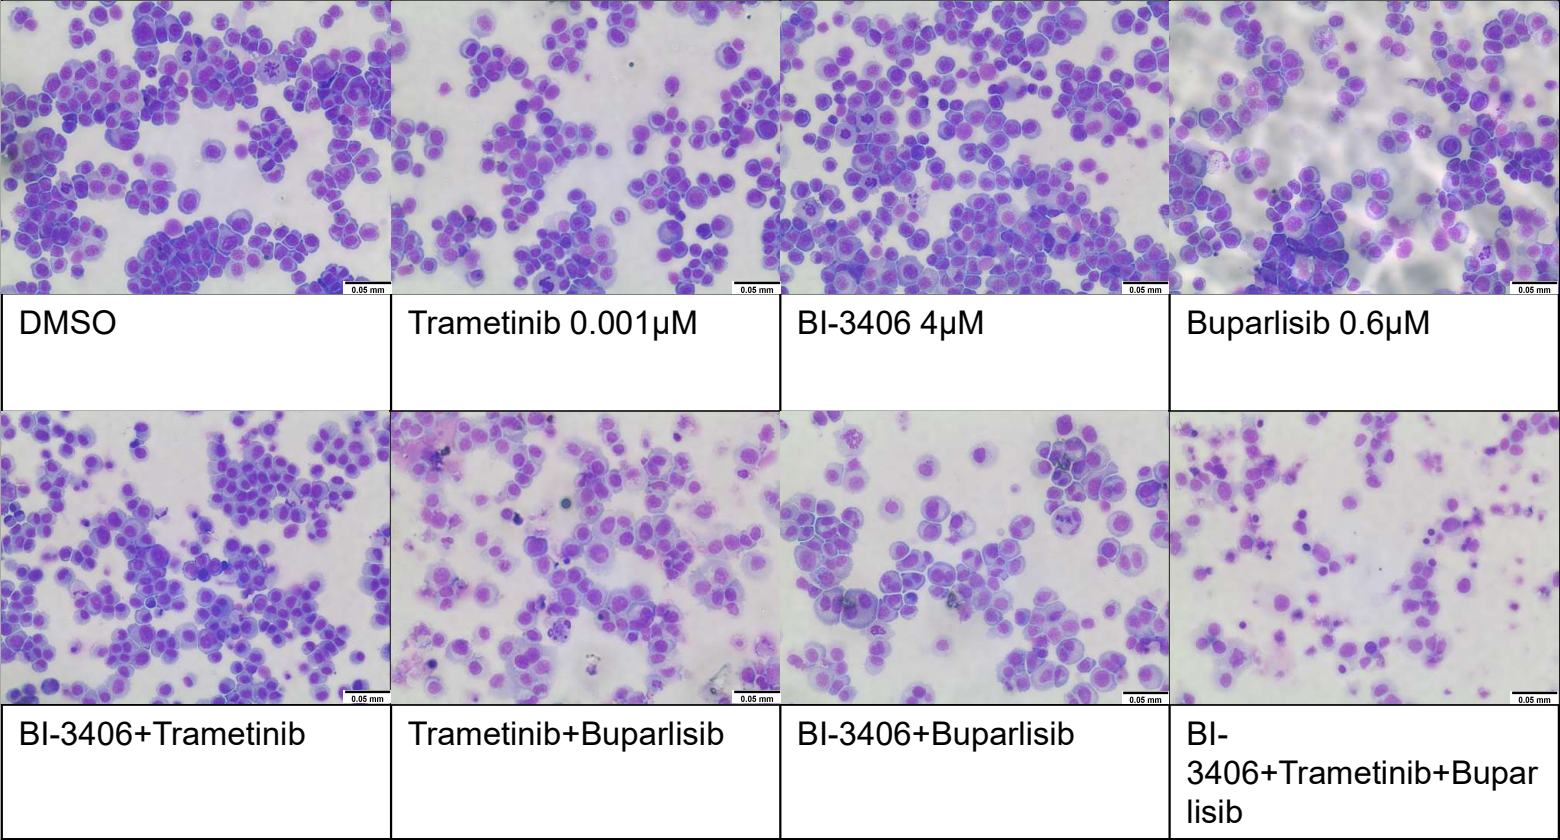 0.05 mm
0.05 mm
0.05 mm
0.05 mm
DMSO
Trametinib 0.001µM
BI-3406 4µM
Buparlisib 0.6µM
0.05 mm
0.05 mm
0.05 mm
0.05 mm
BI-3406+Trametinib
Trametinib+Buparlisib
BI-3406+Buparlisib
BI-
3406+Trametinib+Bupar
lisib